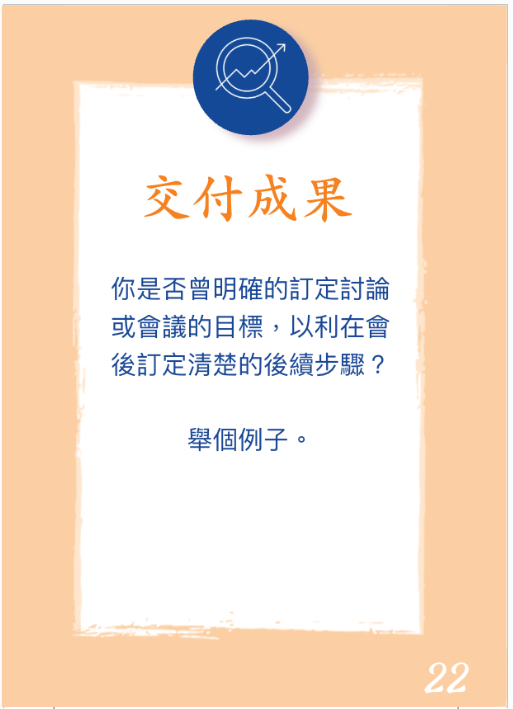 交付成果
你是否曾明確的訂定討論
或會議的目標，以利在會
後訂定清楚的後續步驟？
舉個例子。
22